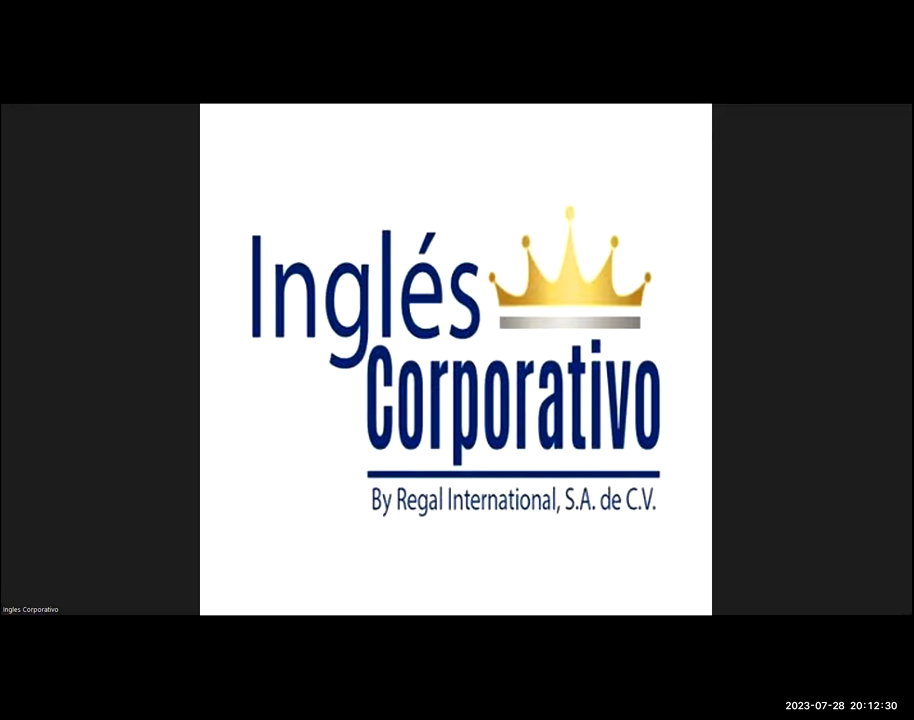 Inglés
Corporativo
By Regal International, S.A. de C.V.
Ingles Corporativo
2023-07-28 20:12:30